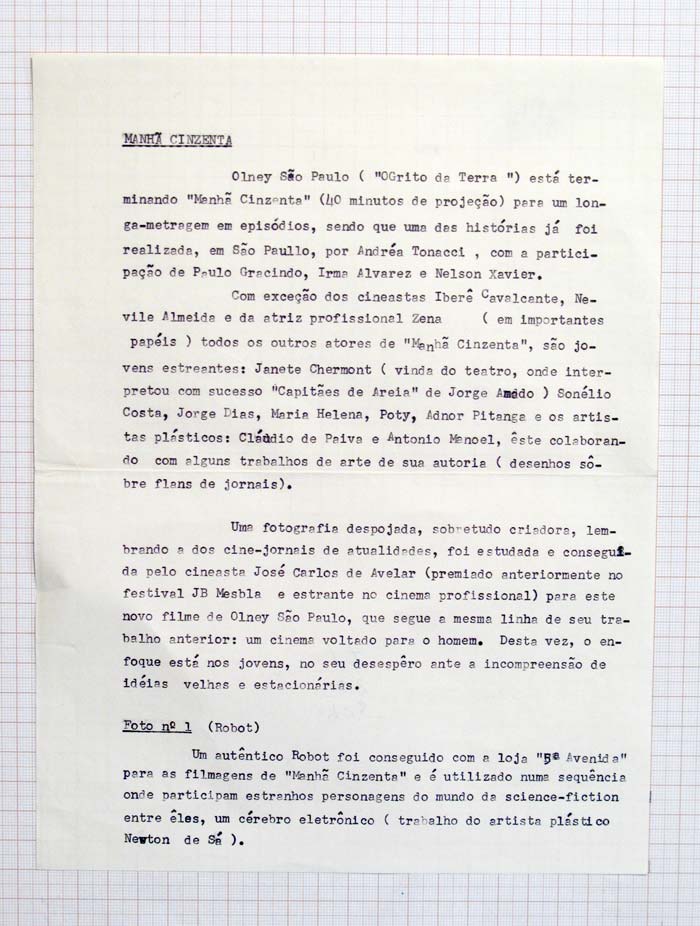 MANHÃ CINZENTA
Olney São Paulo ( "OGrito da Terra ") está ter-
minando "Manhã Cinzenta" (40 minutos de projeção) para um lon-
ga-metragem em episódios, sendo que uma das histórias já foi
realizada, em São Paullo, por Andréa Tonacci , com a partici-
pação de Paulo Gracindo, Irma Alvarez e Nelson Xavier.
Com exceção dos cineastas Iberê Cavalcante, Ne-
vile Almeida e da atriz profissional Zena ( em importantes
papéis ) todos os outros atores de "Manhã Cinzenta", são jo-
vens estreantes: Janete Chermont ( vinda do teatro, onde inter-
pretou com sucesso "Capitães de Areia" de Jorge Amado ) Sonélio
Costa, Jorge Dias, Maria Helena, Poty, Adnor Pitanga e os artis-
tas plásticos: Cláudio de Paiva e Antonio Manoel, êste colaboran-
do com alguns trabalhos de arte de sua autoria ( desenhos sô-
bre flans de jornais).
Uma fotografia despojada, sobretudo criadora, lem-
brando a dos cine-jornais de atualidades, foi estudada e consegui-
da pelo cineasta José Carlos de Avelar (premiado anteriormente no
festival JB Mesbla e estrante no cinema profissional) para este
novo filme de Olney São Paulo, que segue a mesma linha de seu tra-
balho anterior: um cinema voltado para o homem. Desta vez, o en-
foque está nos jovens, no seu desespêro ante a incompreensão de
idéias velhas e estacionárias.
Foto nº 1 (Robot)
Um autêntico Robot foi conseguido com a loja "5ª Avenida"
para as filmagens de "Manhã Cinzenta" e é utilizado numa sequência
onde participam estranhos personagens do mundo da science-fiction
entre êles, um cérebro eletrônico ( trabalho do artista plástico
Newton de Sá ).